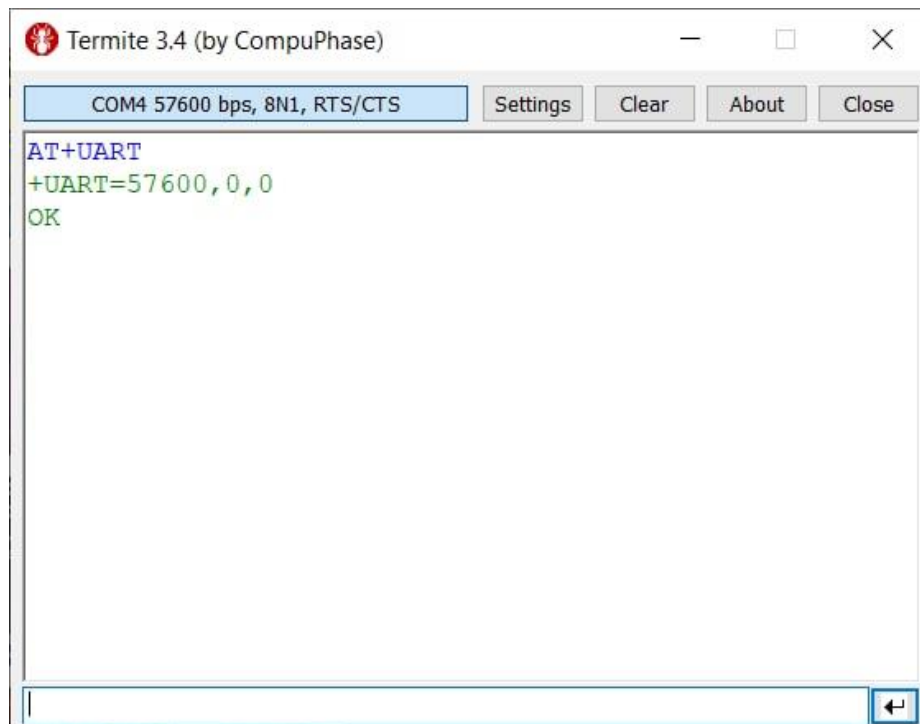 Termite 3.4 (by CompuPhase)
COM4 57600 bps, 8N1, RTS/CTS Settings Clear About Close
AT+UART
+UART=57600,0,0
OK